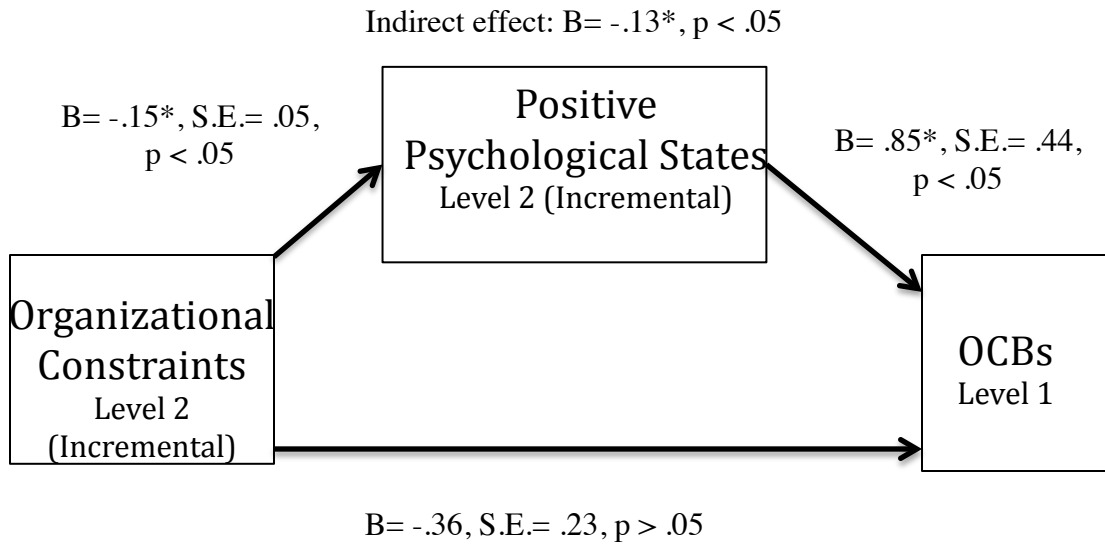 Indirect effect: B= -.13*, p < .05
B= -.15*, S.E.= .05,
p < .05
Positive
Psychological States
Level 2 (Incremental)
B= .85*, S.E.= .44,
p < .05
Organizational
Constraints
Level 2
(Incremental)
OCBs
Level 1
B= -.36, S.E.= .23, p > .05